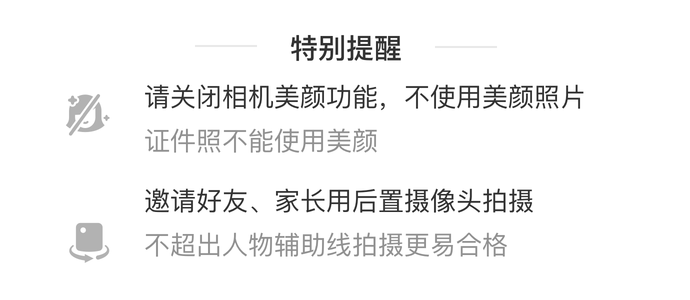 特别提醒
请关闭相机美颜功能，不使用美颜照片
证件照不能使用美颜
邀请好友、家长用后置摄像头拍摄
不超出人物辅助线拍摄更易合格